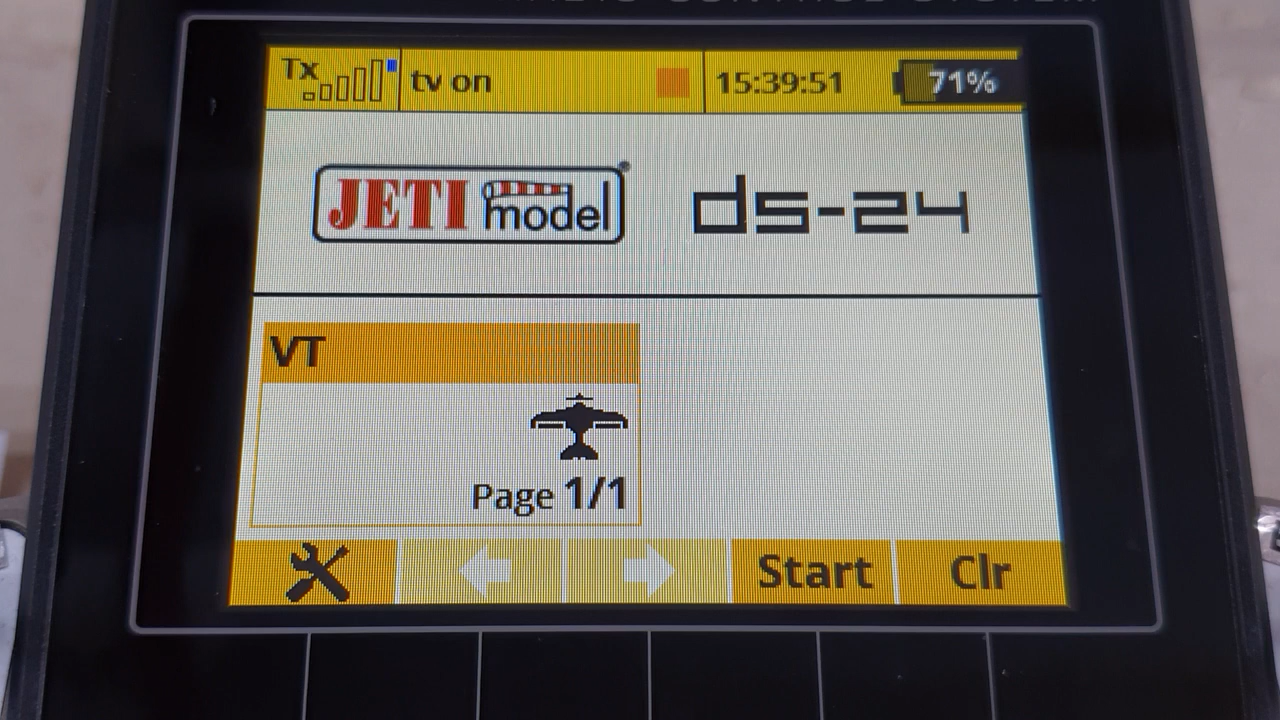 Tx tv on 15:39:51 71%
JETI model ds-24
VT
Page 1/1
Start Clr